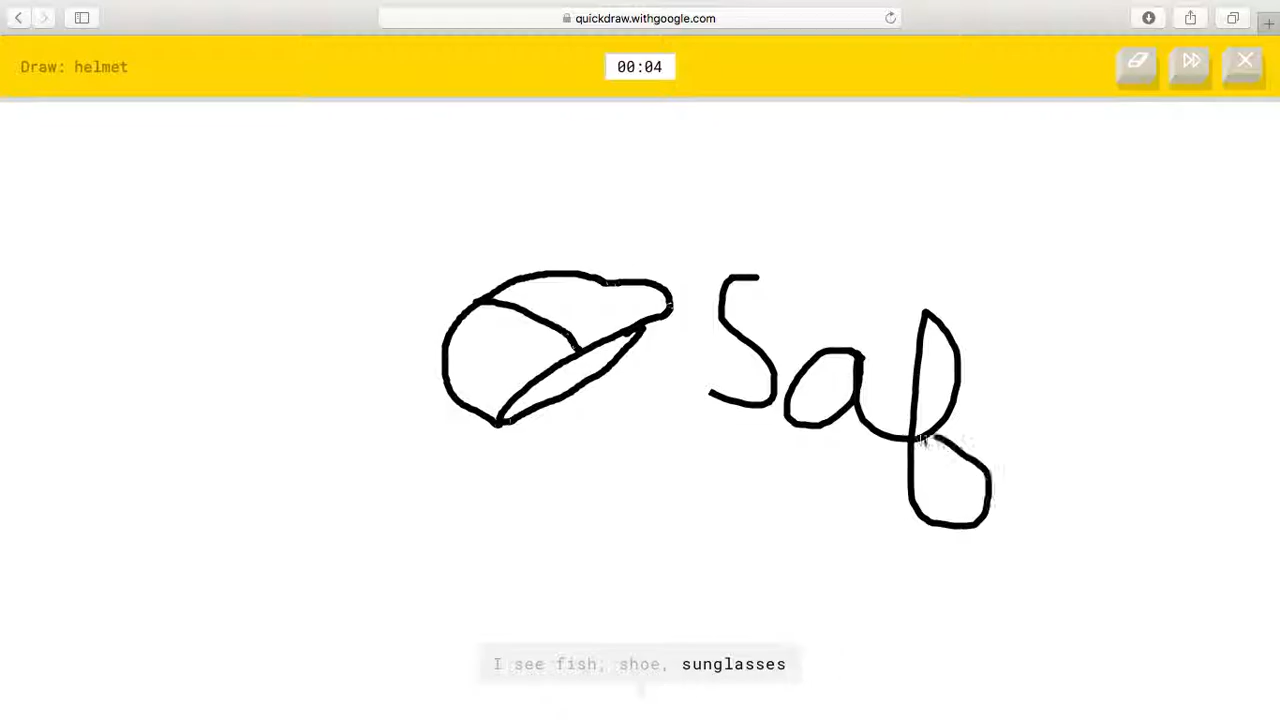 quickdraw.withgoogle.com
Draw: helmet
00:04
Saf
I see fish, shoe, sunglasses